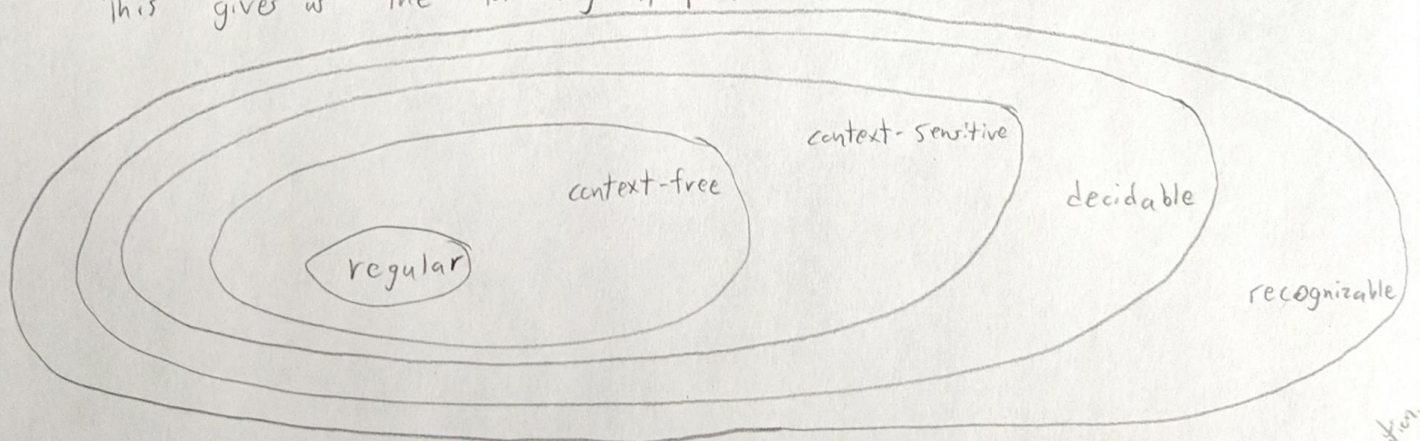 This gives us the
context-sensitive
context-free
decidable
regular
recognizable